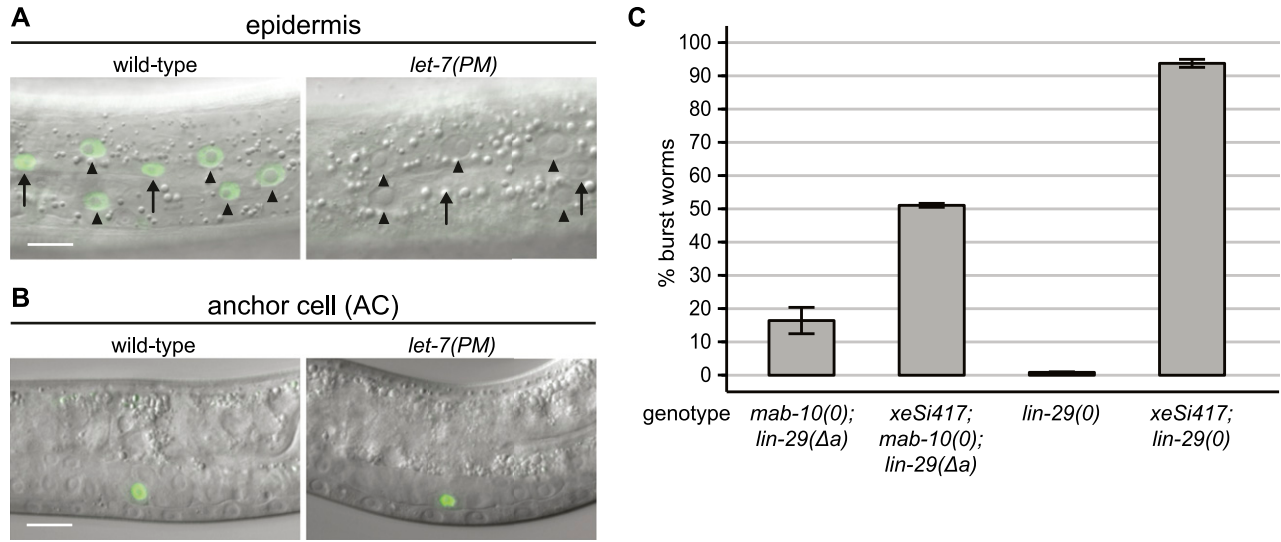 A
epidermis
wild-type
let-7(PM)
B
anchor cell (AC)
wild-type
let-7(PM)
C
% burst worms
100
90
80
70
60
50
40
30
20
10
0
genotype
mab-10(0);
lin-29(Δa)
xeSi417;
mab-10(0);
lin-29(Δa)
lin-29(0)
xeSi417;
lin-29(0)